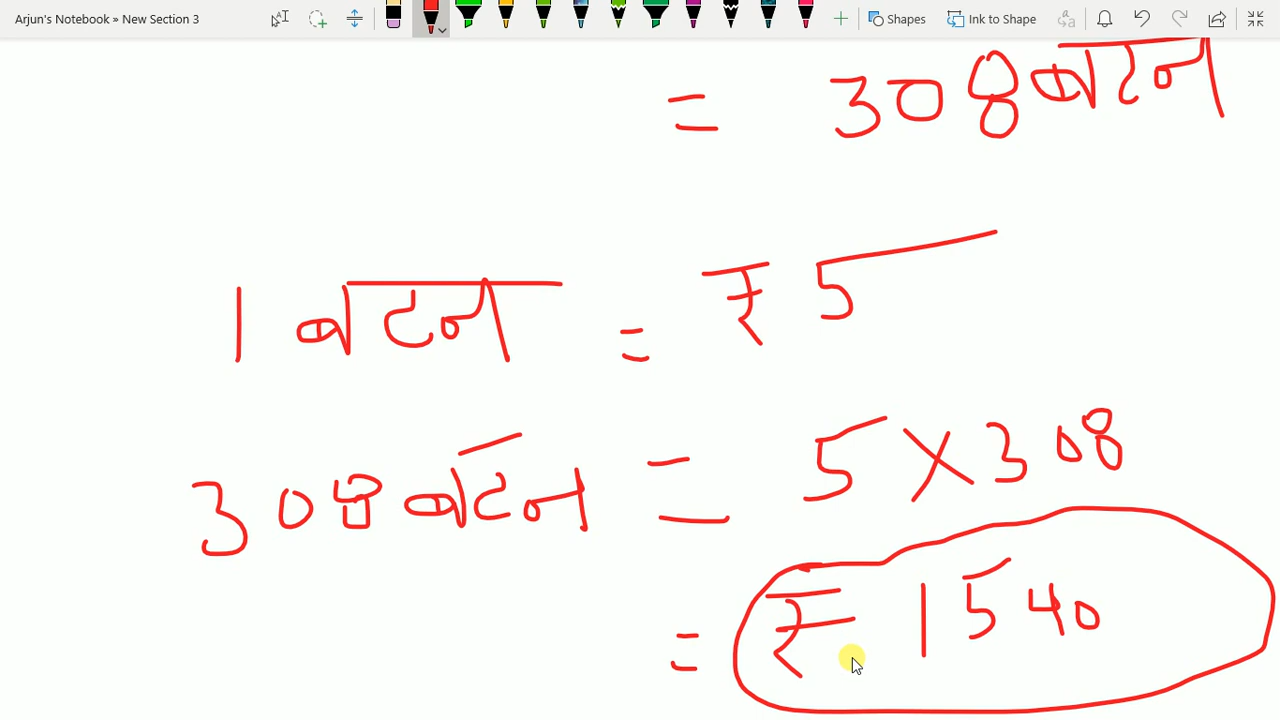 Arjun's Notebook » New Section 3
Shapes
Ink to Shape
= 308 बटन
1 बटन = ₹ 5
308 बटन = 5 × 308
= ₹ 1540